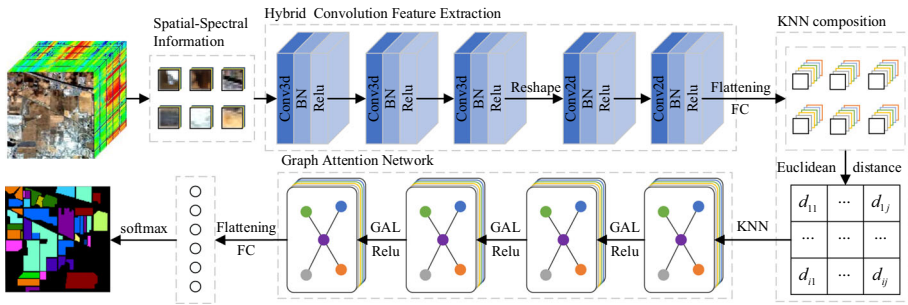 Spatial-Spectral
Information
Hybrid Convolution Feature Extraction
KNN composition
Conv3d
BN
Relu
Conv3d
BN
Relu
Conv3d
BN
Relu
Reshape
Conv2d
BN
Relu
Conv2d
BN
Relu
Flattening
FC
Euclidean distance
d11 ... d1j
... ... ...
di1 ... dij
KNN
Graph Attention Network
GAL
Relu
GAL
Relu
GAL
Relu
Flattening
FC
softmax